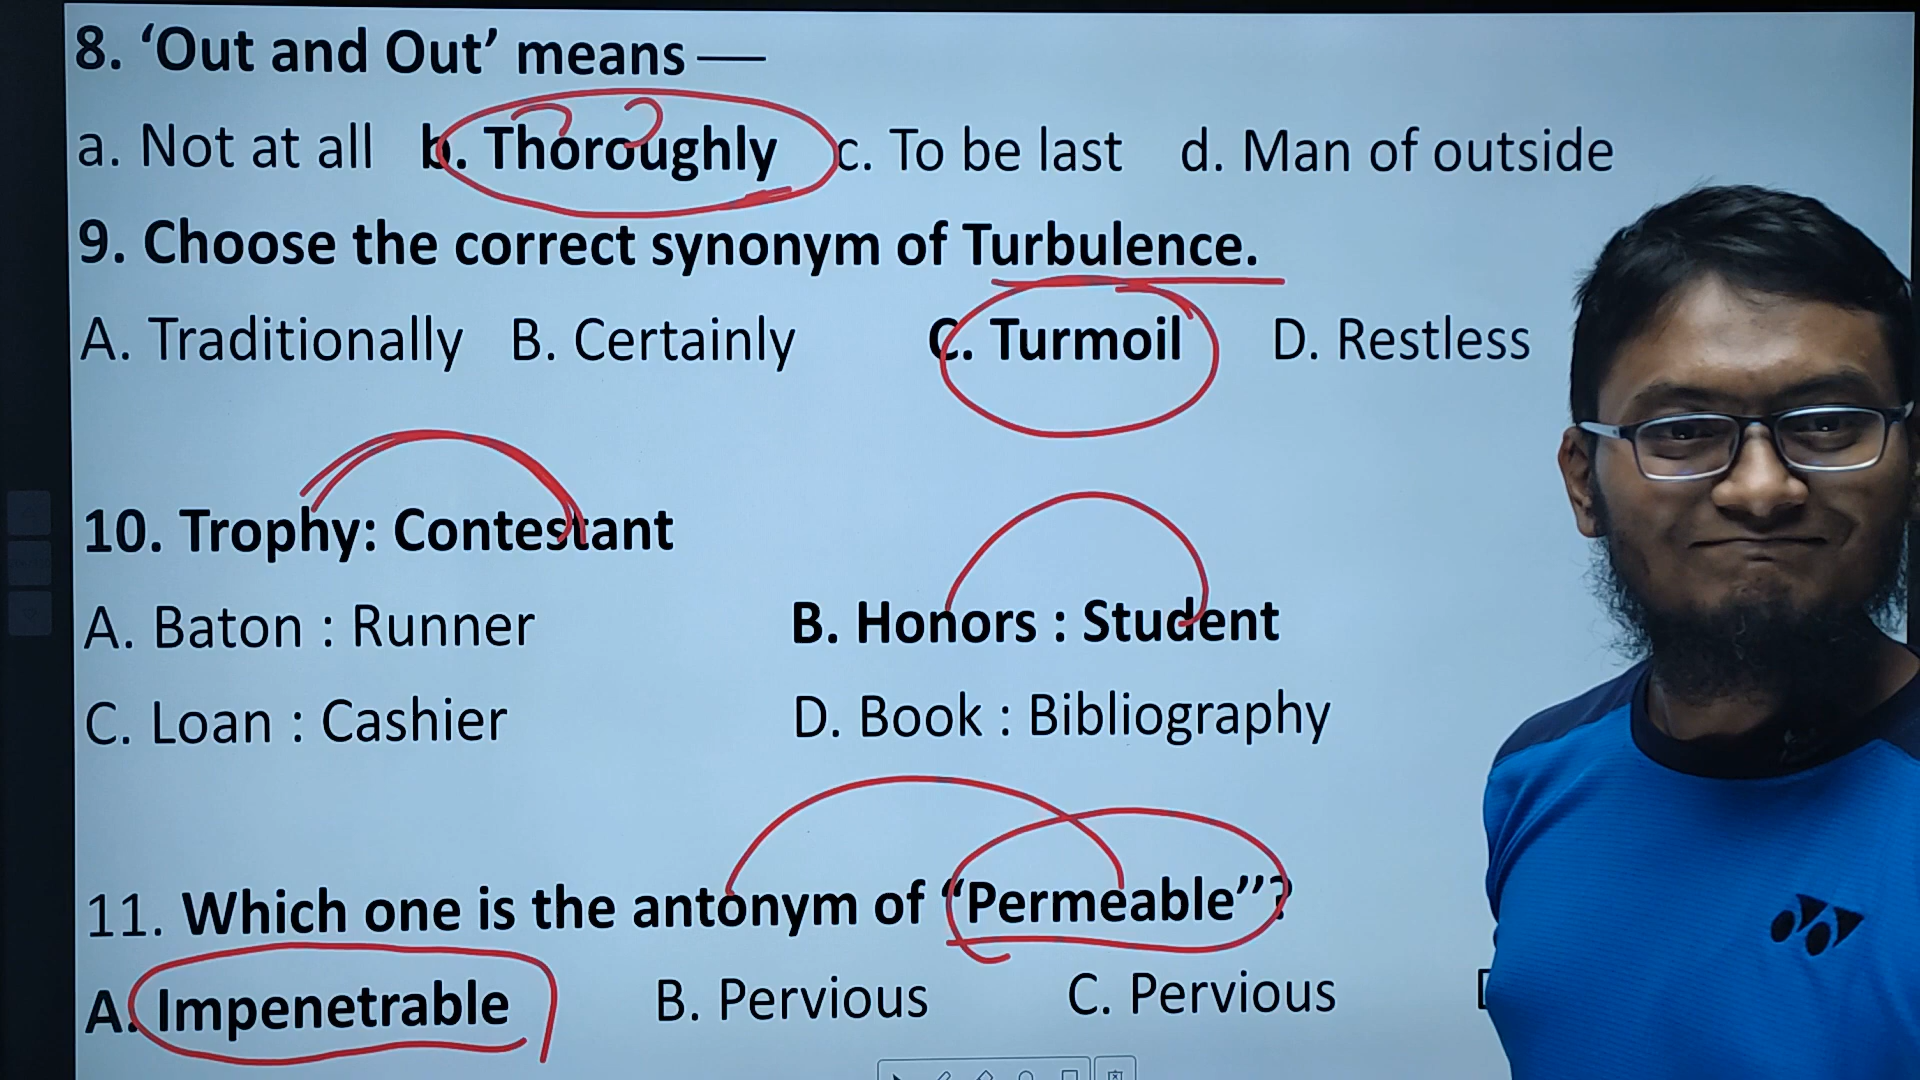 8. ‘Out and Out’ means —
a. Not at all b. Thoroughly c. To be last d. Man of outside
9. Choose the correct synonym of Turbulence.
A. Traditionally B. Certainly C. Turmoil D. Restless
10. Trophy: Contestant
A. Baton : Runner B. Honors : Student
C. Loan : Cashier D. Book : Bibliography
11. Which one is the antonym of “Permeable”?
A. Impenetrable B. Pervious C. Pervious